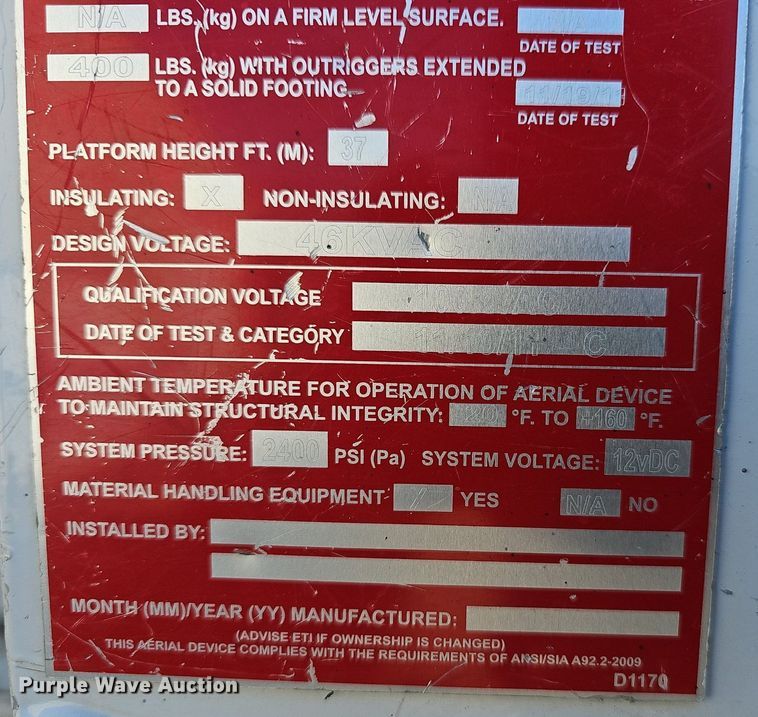 N/A LBS. (kg) ON A FIRM LEVEL SURFACE. N/A
DATE OF TEST
400 LBS. (kg) WITH OUTRIGGERS EXTENDED
TO A SOLID FOOTING. 11/19/11
DATE OF TEST
PLATFORM HEIGHT FT. (M): 37
INSULATING: X NON-INSULATING: N/A
DESIGN VOLTAGE: 46KVAC
QUALIFICATION VOLTAGE
DATE OF TEST & CATEGORY C
AMBIENT TEMPERATURE FOR OPERATION OF AERIAL DEVICE
TO MAINTAIN STRUCTURAL INTEGRITY: °F. TO +160 °F.
SYSTEM PRESSURE: 2400 PSI (Pa) SYSTEM VOLTAGE: 12vDC
MATERIAL HANDLING EQUIPMENT YES N/A NO
INSTALLED BY:
MONTH (MM)/YEAR (YY) MANUFACTURED:
(ADVISE ETI IF OWNERSHIP IS CHANGED)
THIS AERIAL DEVICE COMPLIES WITH THE REQUIREMENTS OF ANSI/SIA A92.2-2009
D1170
Purple Wave Auction